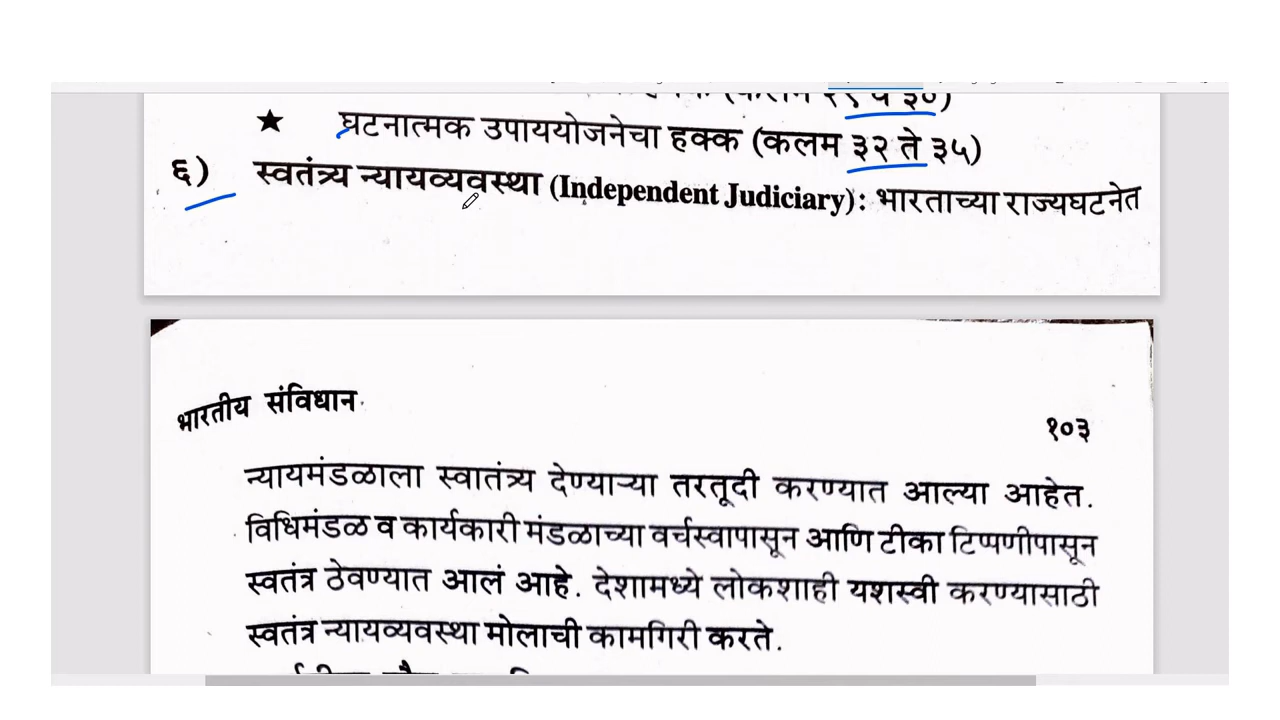 ३०)
★ घटनात्मक उपाययोजनेचा हक्क (कलम ३२ ते ३५)
६) स्वतंत्र्य न्यायव्यवस्था (Independent Judiciary): भारताच्या राज्यघटनेत
भारतीय संविधान
१०३
न्यायमंडळाला स्वातंत्र्य देण्याऱ्या तरतूदी करण्यात आल्या आहेत.
विधिमंडळ व कार्यकारी मंडळाच्या वर्चस्वापासून आणि टीका टिप्पणीपासून
स्वतंत्र ठेवण्यात आलं आहे. देशामध्ये लोकशाही यशस्वी करण्यासाठी
स्वतंत्र न्यायव्यवस्था मोलाची कामगिरी करते.